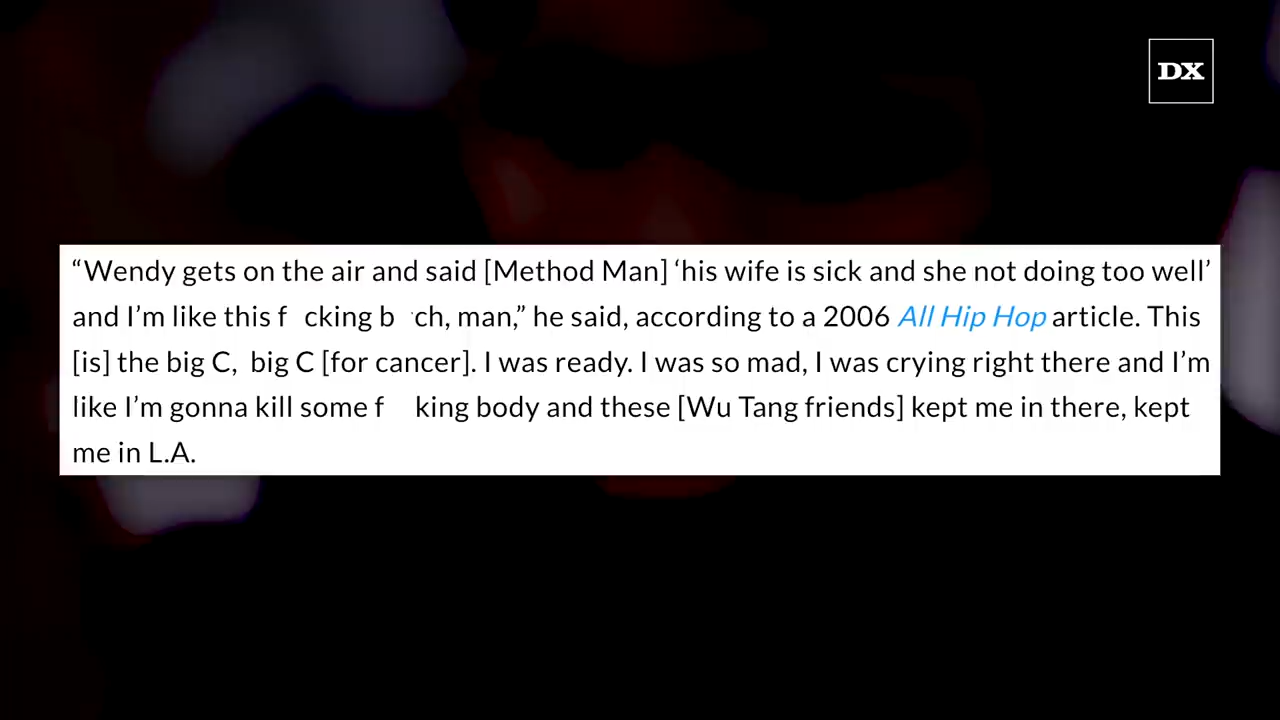 DX
“Wendy gets on the air and said [Method Man] ‘his wife is sick and she not doing too well’
and I’m like this f cking b ch, man,” he said, according to a 2006 All Hip Hop article. This
[is] the big C, big C [for cancer]. I was ready. I was so mad, I was crying right there and I’m
like I’m gonna kill some f king body and these [Wu Tang friends] kept me in there, kept
me in L.A.